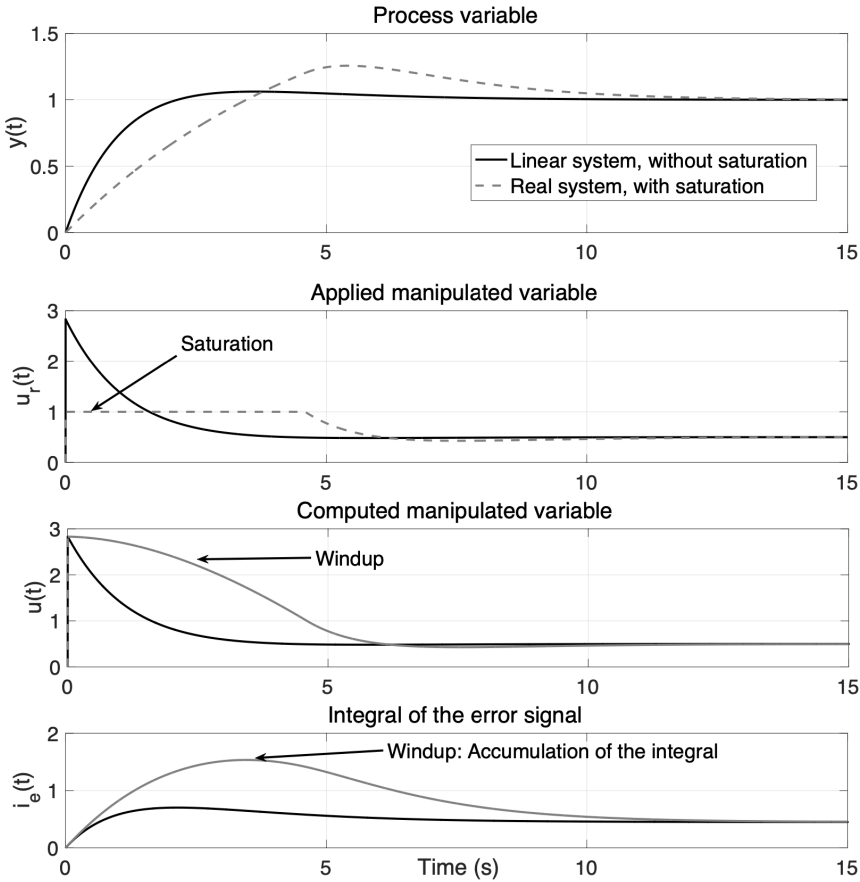 Process variable
1.5
1
0.5
0
y(t)
Linear system, without saturation
Real system, with saturation
0 5 10 15
Applied manipulated variable
3
2
1
0
u_r(t)
Saturation
0 5 10 15
Computed manipulated variable
3
2
1
0
u(t)
Windup
0 5 10 15
Integral of the error signal
2
1
0
i_e(t)
Windup: Accumulation of the integral
0 5 10 15
Time (s)